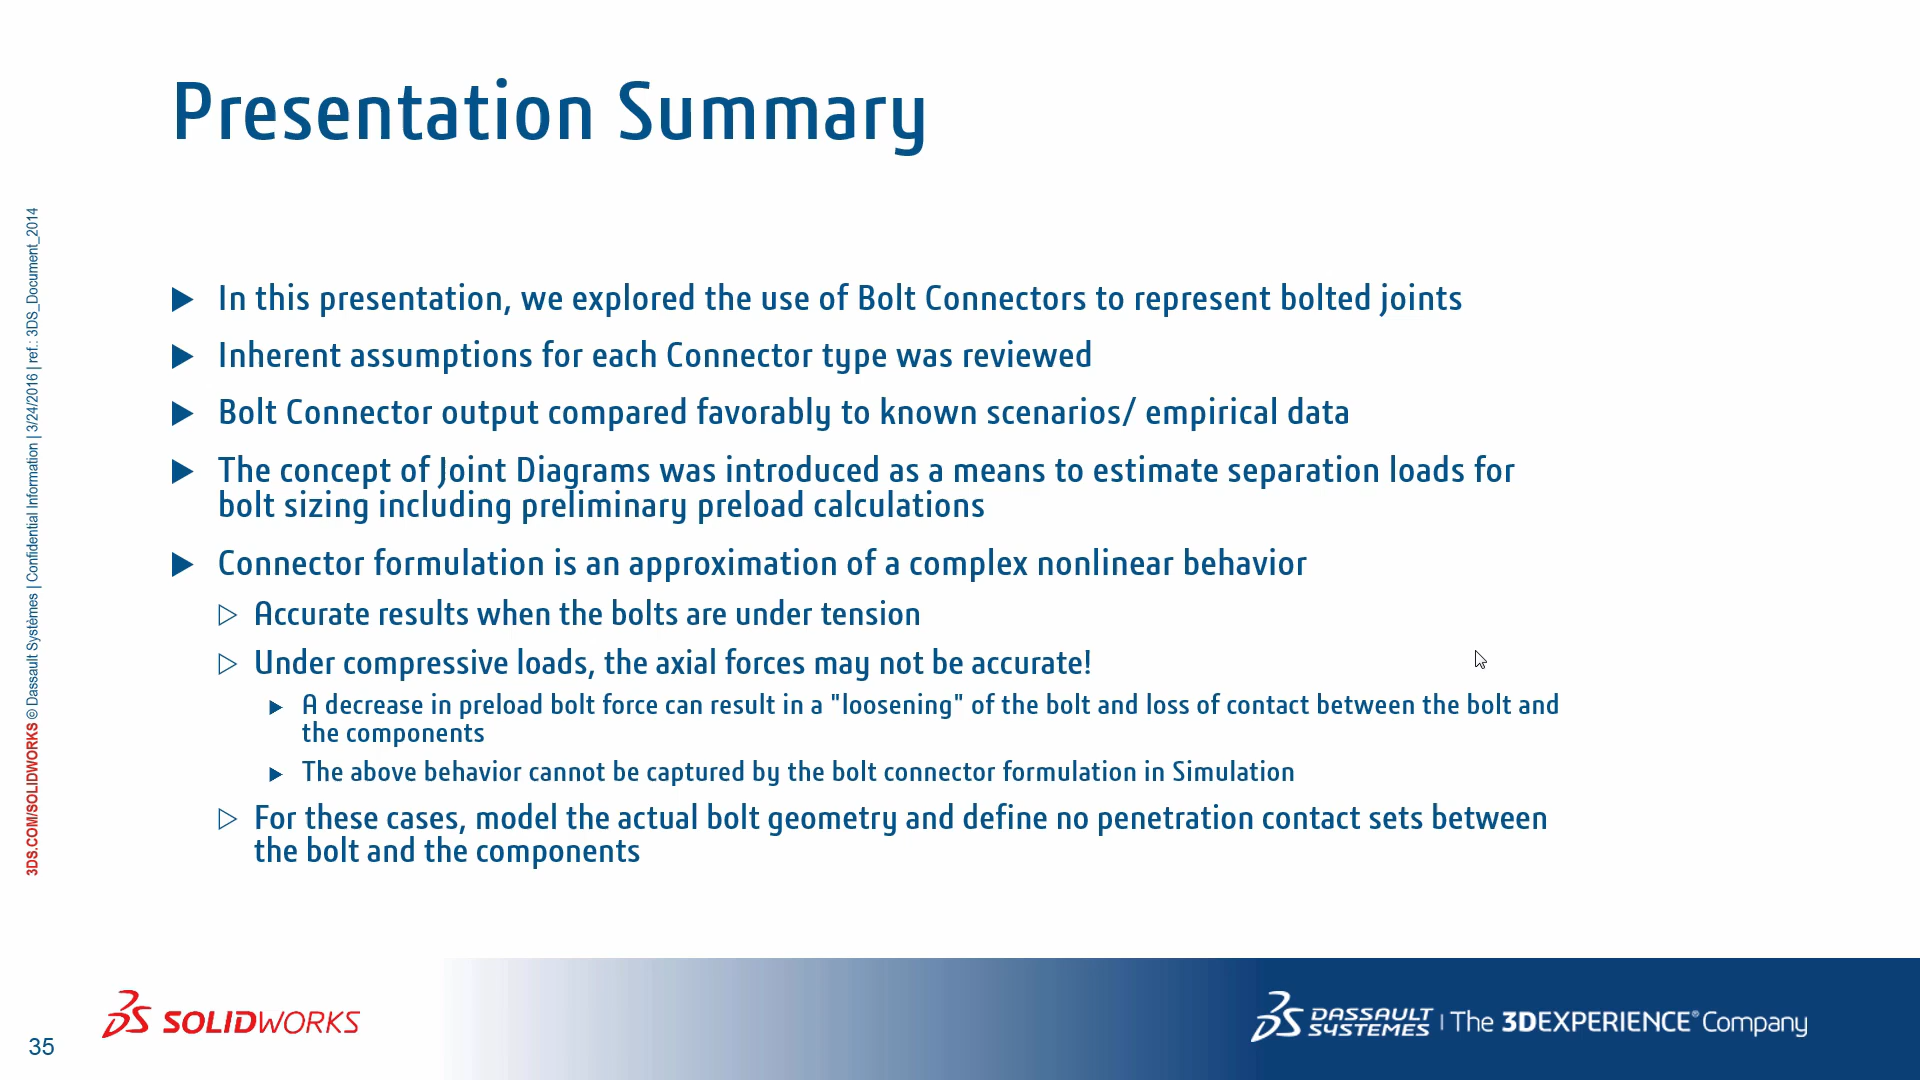 Presentation Summary
In this presentation, we explored the use of Bolt Connectors to represent bolted joints
Inherent assumptions for each Connector type was reviewed
Bolt Connector output compared favorably to known scenarios/ empirical data
The concept of Joint Diagrams was introduced as a means to estimate separation loads for
bolt sizing including preliminary preload calculations
Connector formulation is an approximation of a complex nonlinear behavior
Accurate results when the bolts are under tension
Under compressive loads, the axial forces may not be accurate!
A decrease in preload bolt force can result in a "loosening" of the bolt and loss of contact between the bolt and
the components
The above behavior cannot be captured by the bolt connector formulation in Simulation
For these cases, model the actual bolt geometry and define no penetration contact sets between
the bolt and the components
3DS.COM/SOLIDWORKS © Dassault Systèmes | Confidential Information | 3/24/2016 | ref.: 3DS_Document_2014
35
3DS SOLIDWORKS
3DS DASSAULT SYSTEMES | The 3DEXPERIENCE® Company